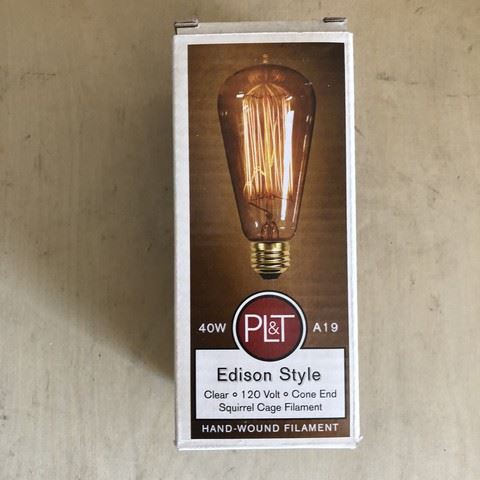 40W PL&T A19
Edison Style
Clear • 120 Volt • Cone End
Squirrel Cage Filament
HAND-WOUND FILAMENT